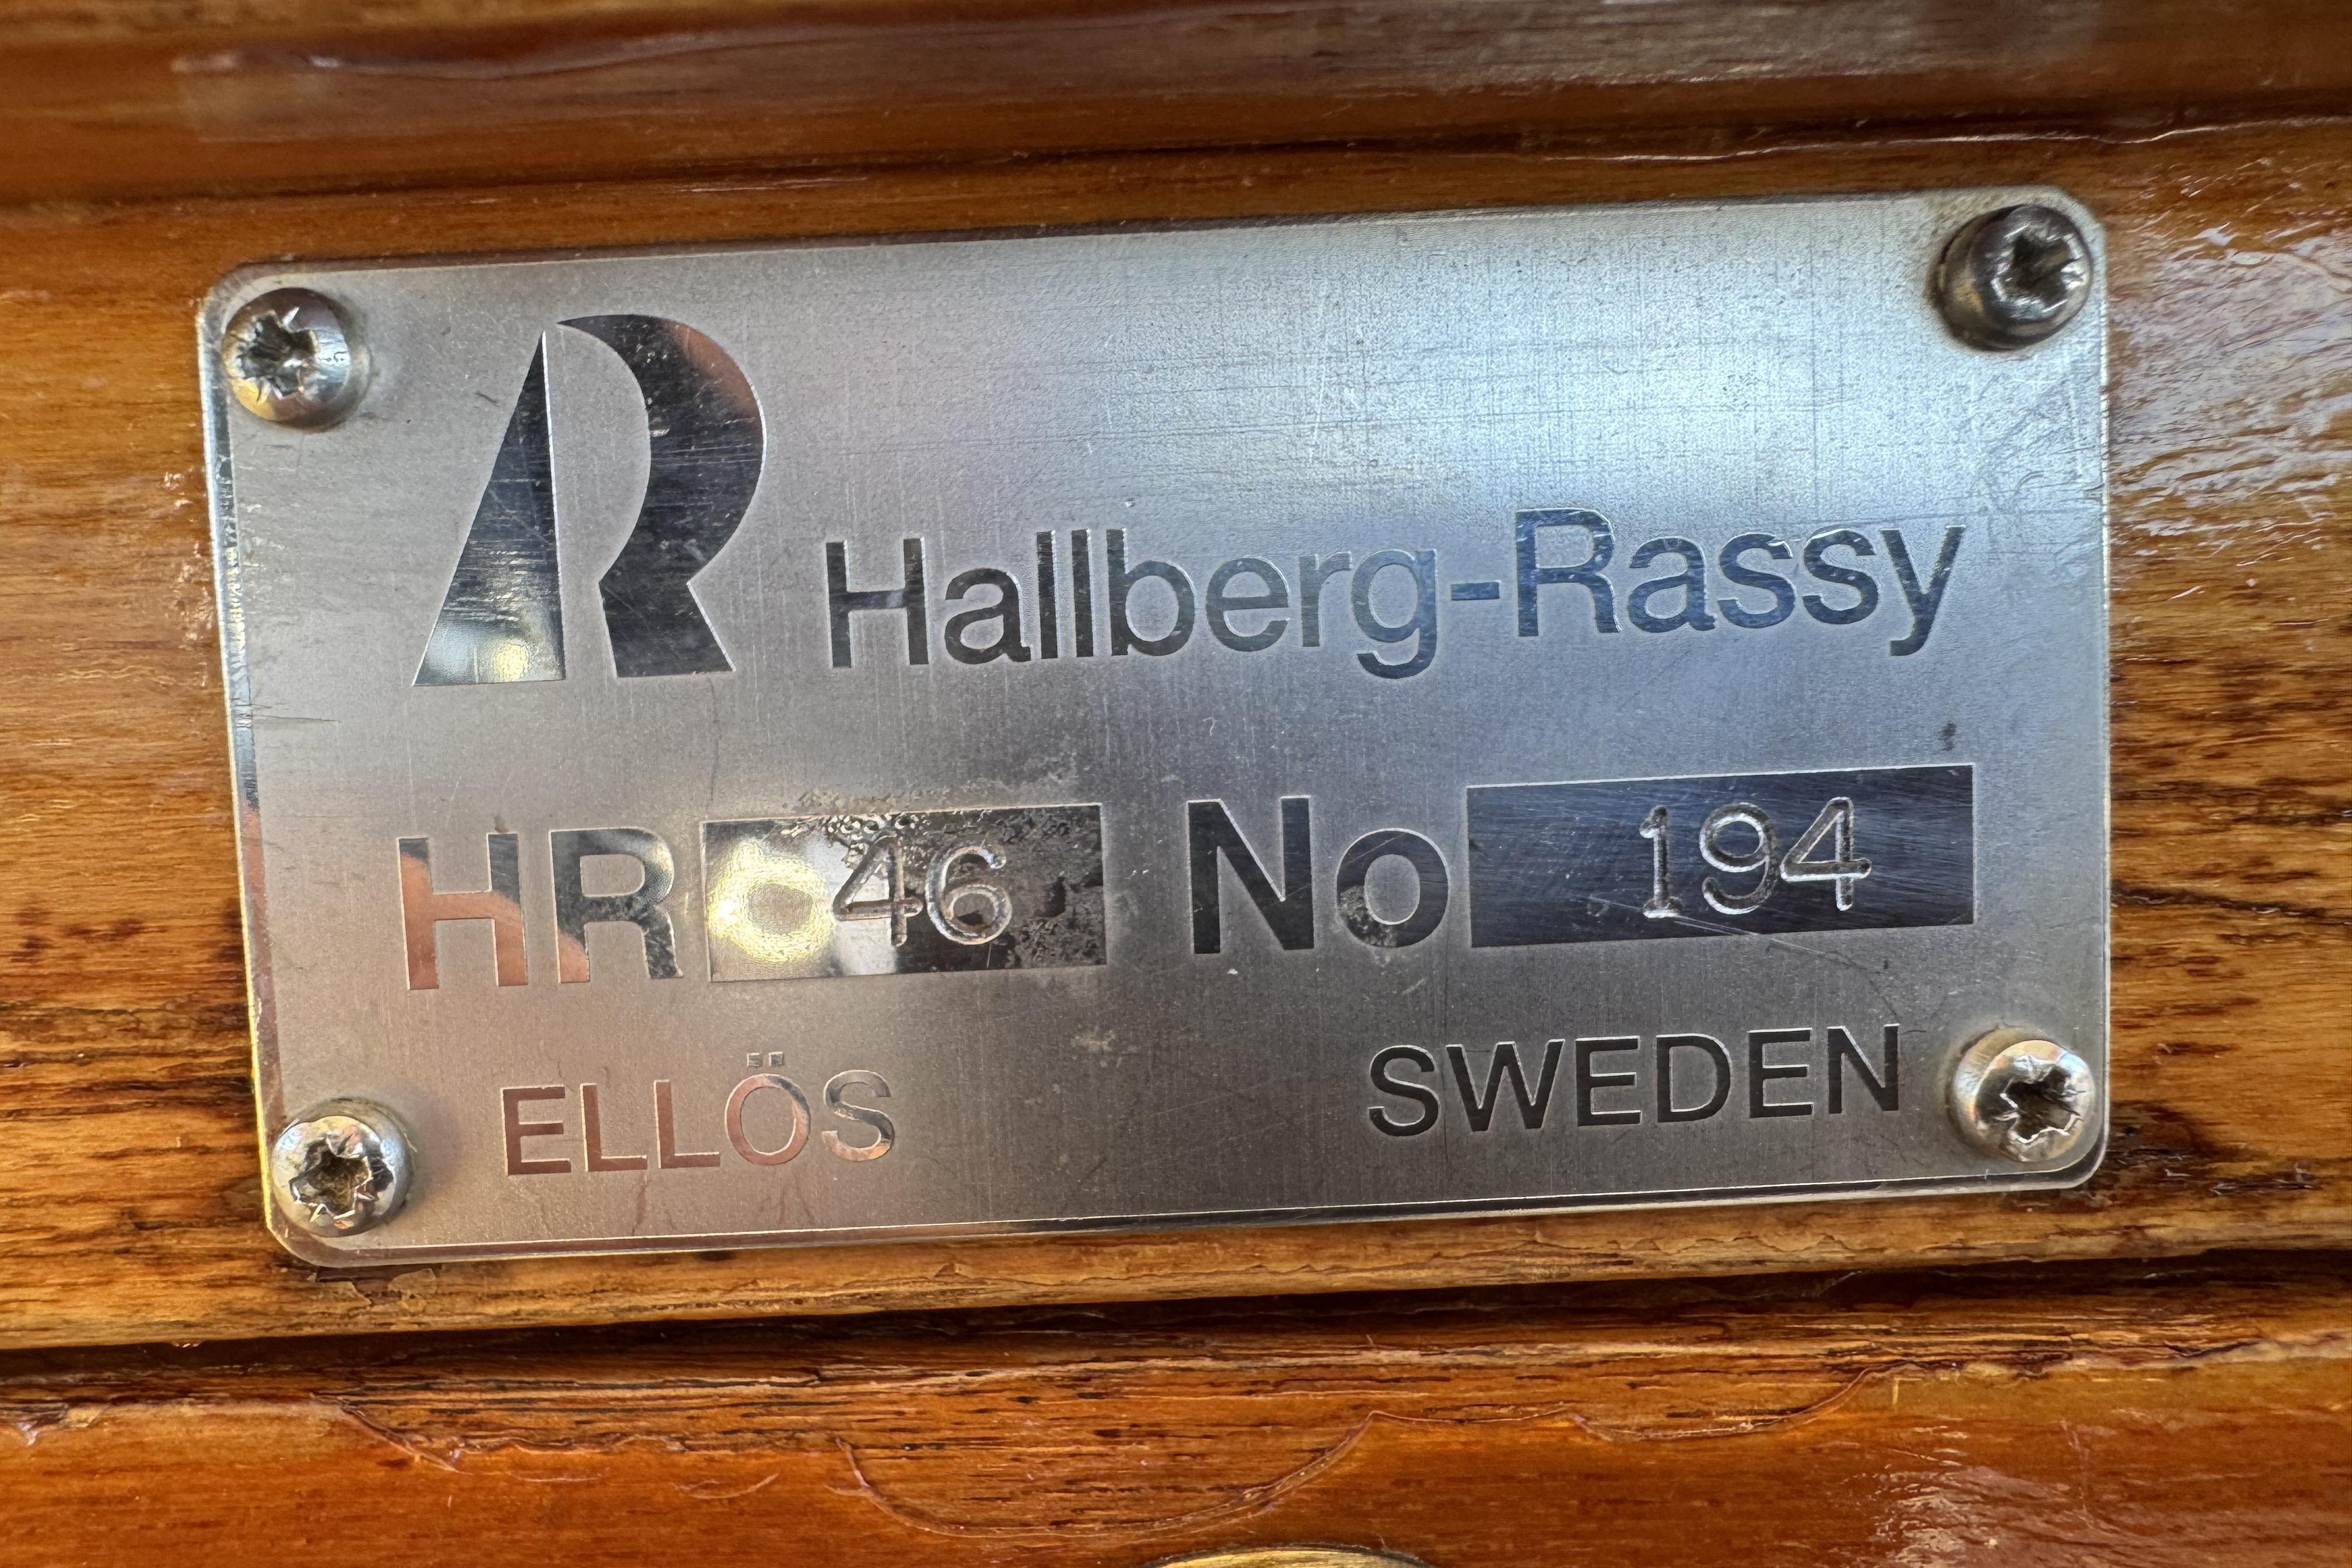 R Hallberg-Rassy
HR 46 No 194
ELLÖS SWEDEN